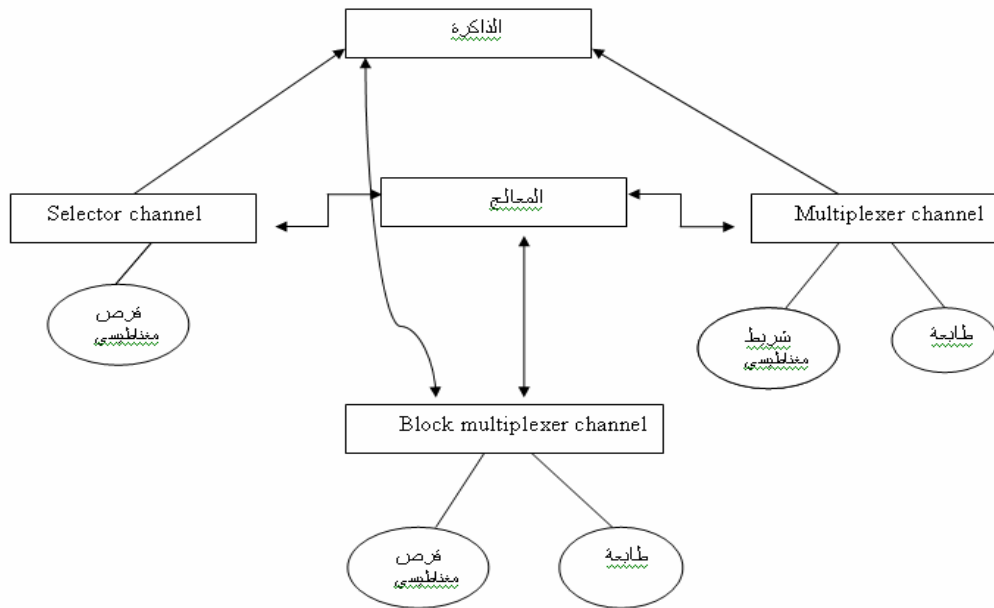 الذاكرة
Selector channel
المعالج
Multiplexer channel
قرص
مغناطيسي
شريط
مغناطيسي
طابعة
Block multiplexer channel
قرص
مغناطيسي
طابعة